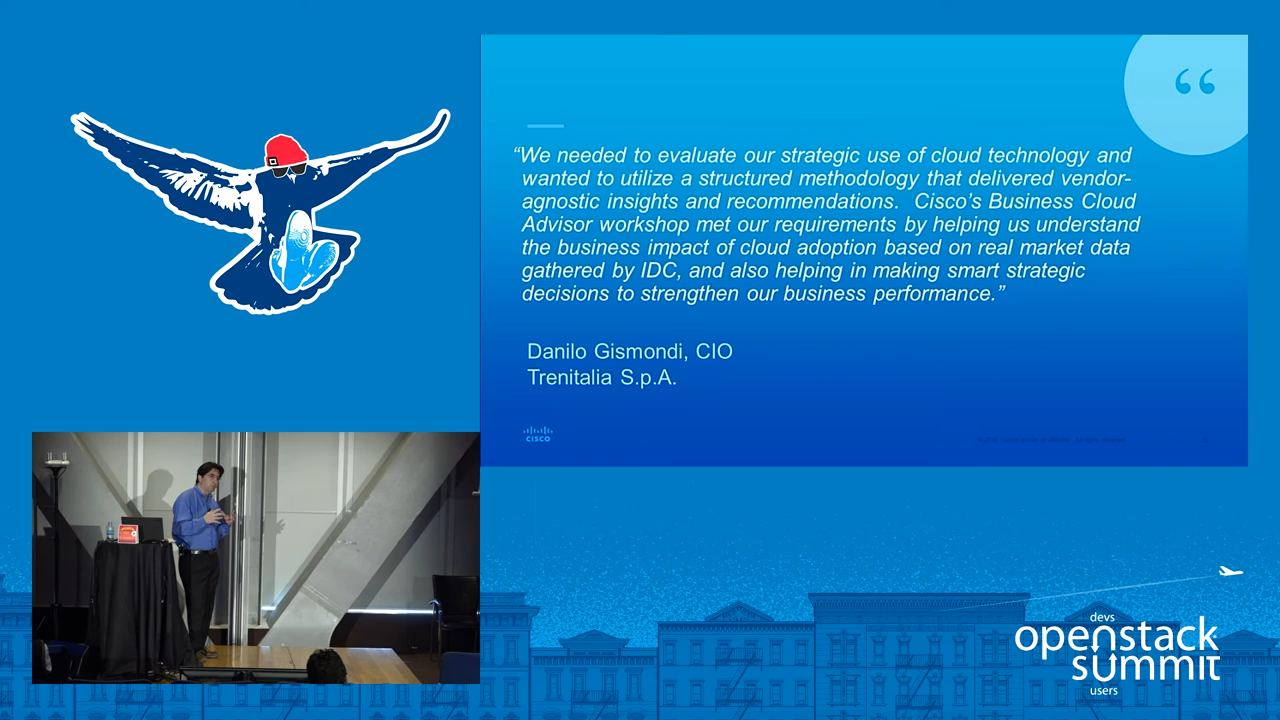 “We needed to evaluate our strategic use of cloud technology and
wanted to utilize a structured methodology that delivered vendor-
agnostic insights and recommendations.  Cisco’s Business Cloud
Advisor workshop met our requirements by helping us understand
the business impact of cloud adoption based on real market data
gathered by IDC, and also helping in making smart strategic
decisions to strengthen our business performance.”
Danilo Gismondi, CIO
Trenitalia S.p.A.
CISCO
devs
openstack
summit
users